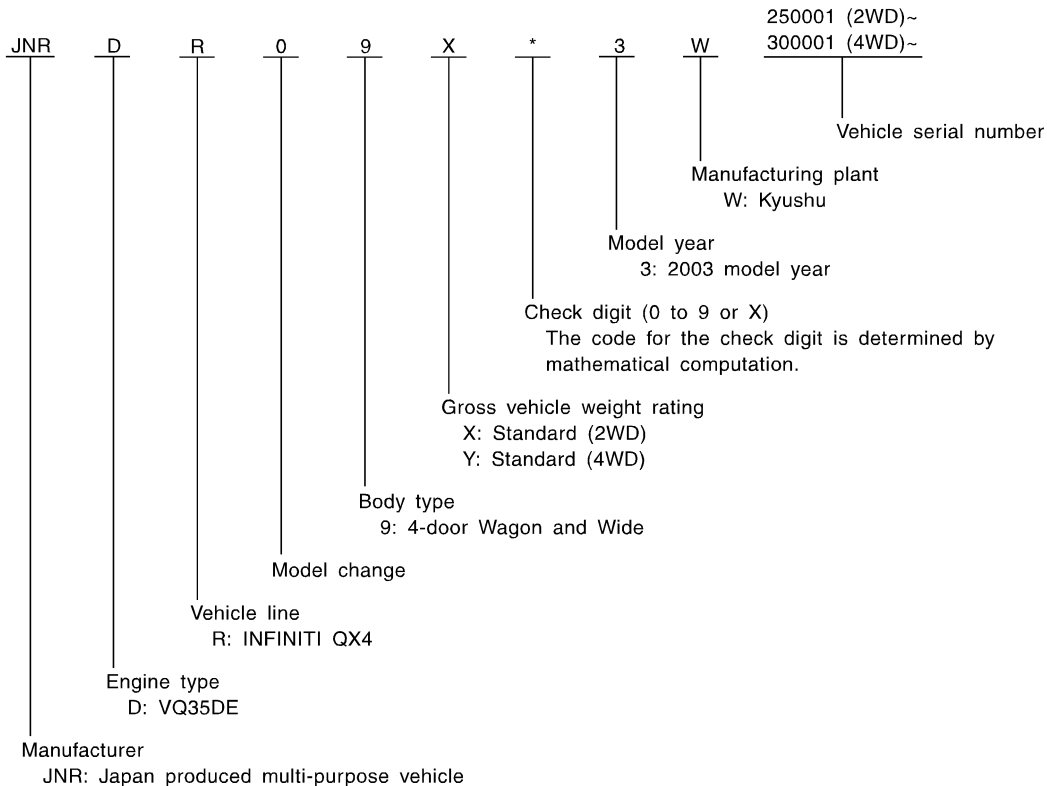 250001 (2WD)~
JNR D R 0 9 X * 3 W 300001 (4WD)~
Vehicle serial number
Manufacturing plant
W: Kyushu
Model year
3: 2003 model year
Check digit (0 to 9 or X)
The code for the check digit is determined by
mathematical computation.
Gross vehicle weight rating
X: Standard (2WD)
Y: Standard (4WD)
Body type
9: 4-door Wagon and Wide
Model change
Vehicle line
R: INFINITI QX4
Engine type
D: VQ35DE
Manufacturer
JNR: Japan produced multi-purpose vehicle